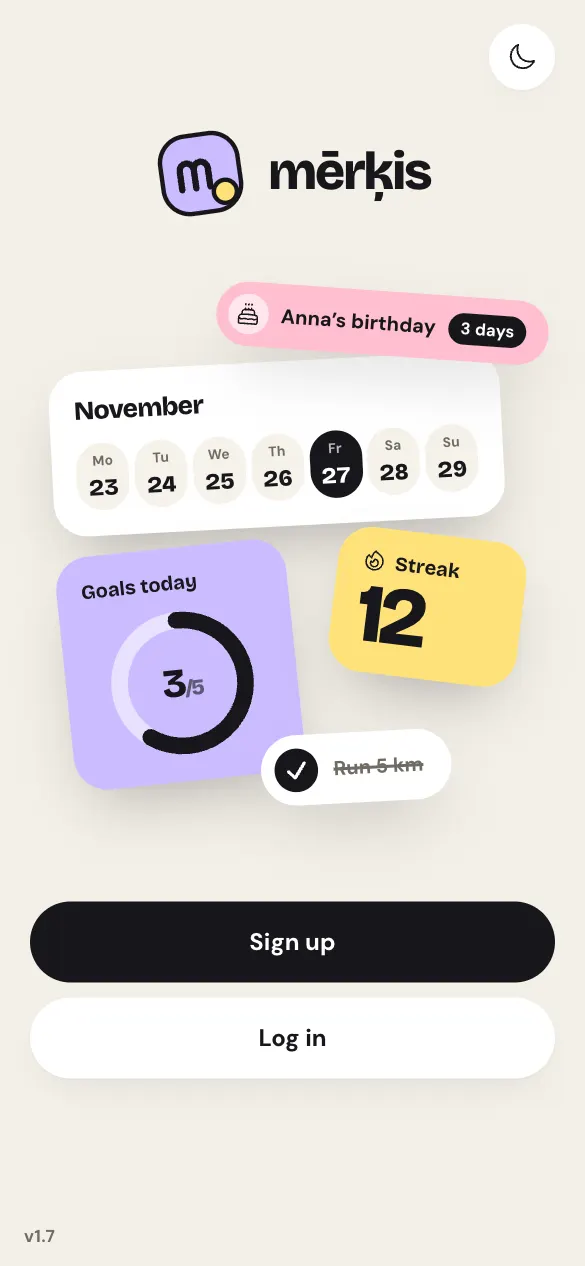 m
mērķis
Anna's birthday 3 days
November
Mo Tu We Th Fr Sa Su
23 24 25 26 27 28 29
Goals today
3/5
Streak
12
Run 5 km
Sign up
Log in
v1.7